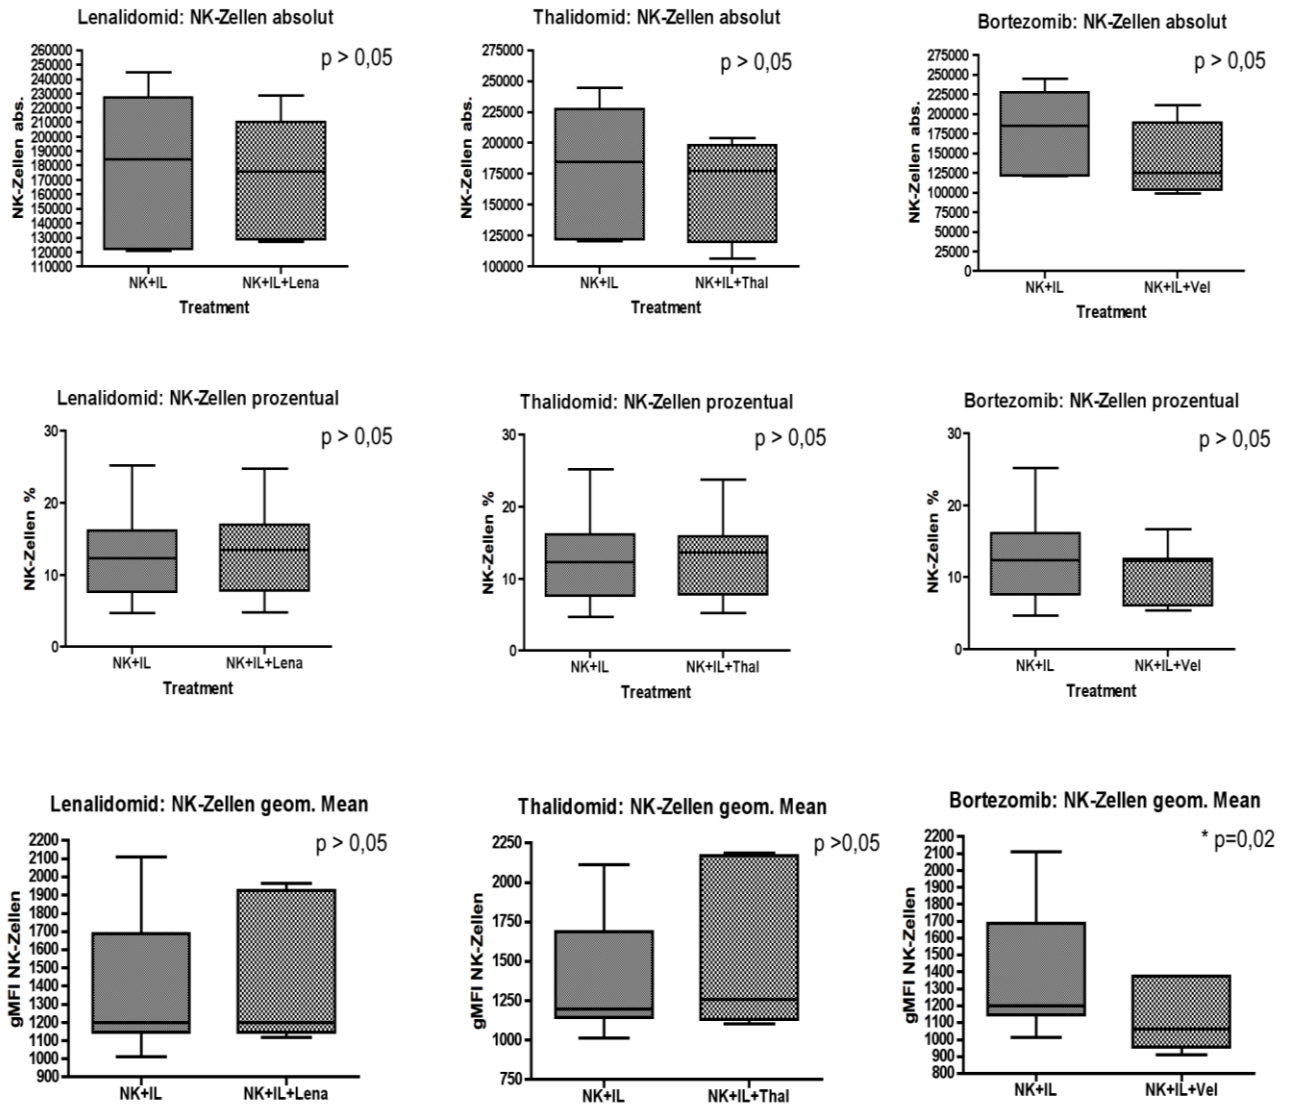 Lenalidomid: NK-Zellen absolut
p > 0,05
NK-Zellen abs.
260000
250000
240000
230000
220000
210000
200000
190000
180000
170000
160000
150000
140000
130000
120000
110000
NK+IL
NK+IL+Lena
Treatment
Thalidomid: NK-Zellen absolut
p > 0,05
NK-Zellen abs.
275000
250000
225000
200000
175000
150000
125000
100000
NK+IL
NK+IL+Thal
Treatment
Bortezomib: NK-Zellen absolut
p > 0,05
NK-Zellen abs.
275000
250000
225000
200000
175000
150000
125000
100000
75000
50000
25000
0
NK+IL
NK+IL+Vel
Treatment
Lenalidomid: NK-Zellen prozentual
p > 0,05
NK-Zellen %
30
20
10
0
NK+IL
NK+IL+Lena
Treatment
Thalidomid: NK-Zellen prozentual
p > 0,05
NK-Zellen %
30
20
10
0
NK+IL
NK+IL+Thal
Treatment
Bortezomib: NK-Zellen prozentual
p > 0,05
NK-Zellen %
30
20
10
0
NK+IL
NK+IL+Vel
Treatment
Lenalidomid: NK-Zellen geom. Mean
p > 0,05
gMFI NK-Zellen
2200
2100
2000
1900
1800
1700
1600
1500
1400
1300
1200
1100
1000
900
NK+IL
NK+IL+Lena
Thalidomid: NK-Zellen geom. Mean
p >0,05
gMFI NK-Zellen
2250
2000
1750
1500
1250
1000
750
NK+IL
NK+IL+Thal
Bortezomib: NK-Zellen geom. Mean
* p=0,02
gMFI NK-Zellen
2200
2100
2000
1900
1800
1700
1600
1500
1400
1300
1200
1100
1000
900
800
NK+IL
NK+IL+Vel